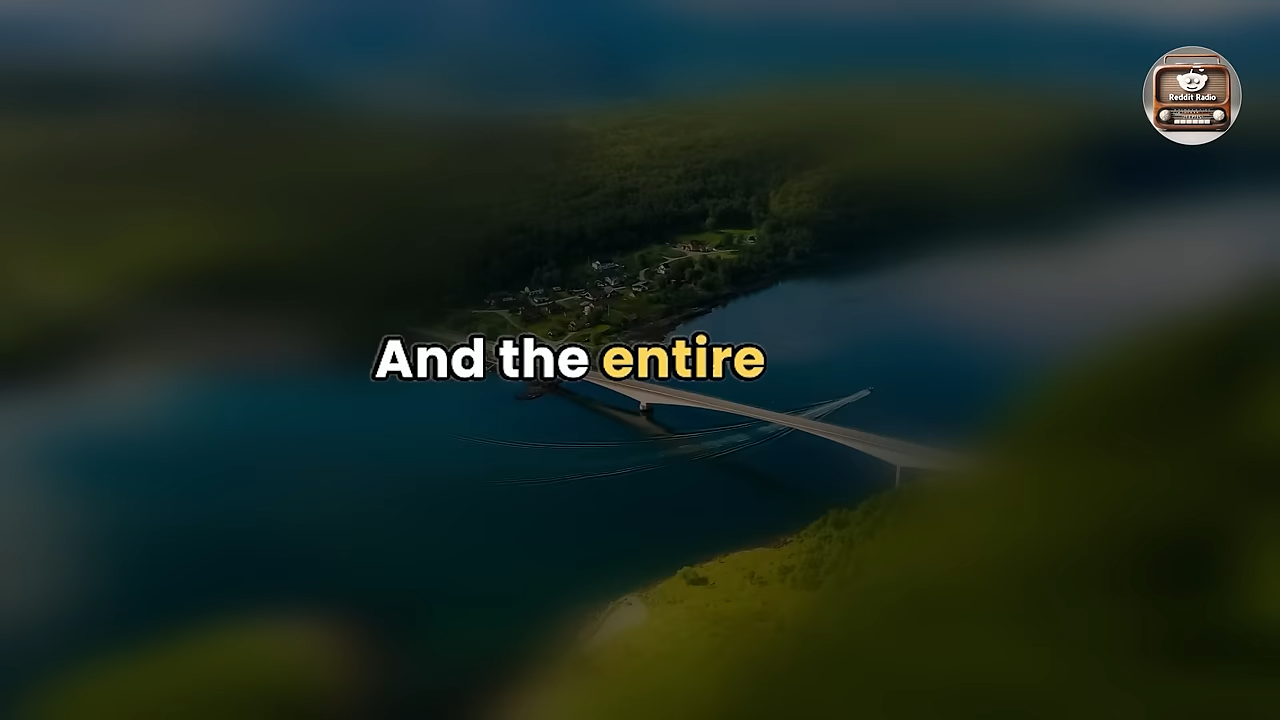 Reddit Radio
And the entire